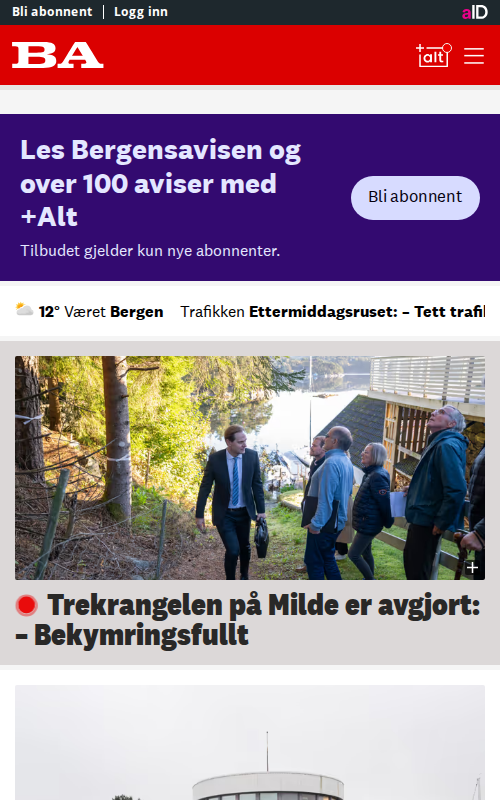 Bli abonnent | Logg inn
aID
BA
+alt
Les Bergensavisen og
over 100 aviser med
+Alt
Tilbudet gjelder kun nye abonnenter.
Bli abonnent
12° Været Bergen Trafikken Ettermiddagsruset: – Tett trafi
Trekrangelen på Milde er avgjort:
– Bekymringsfullt